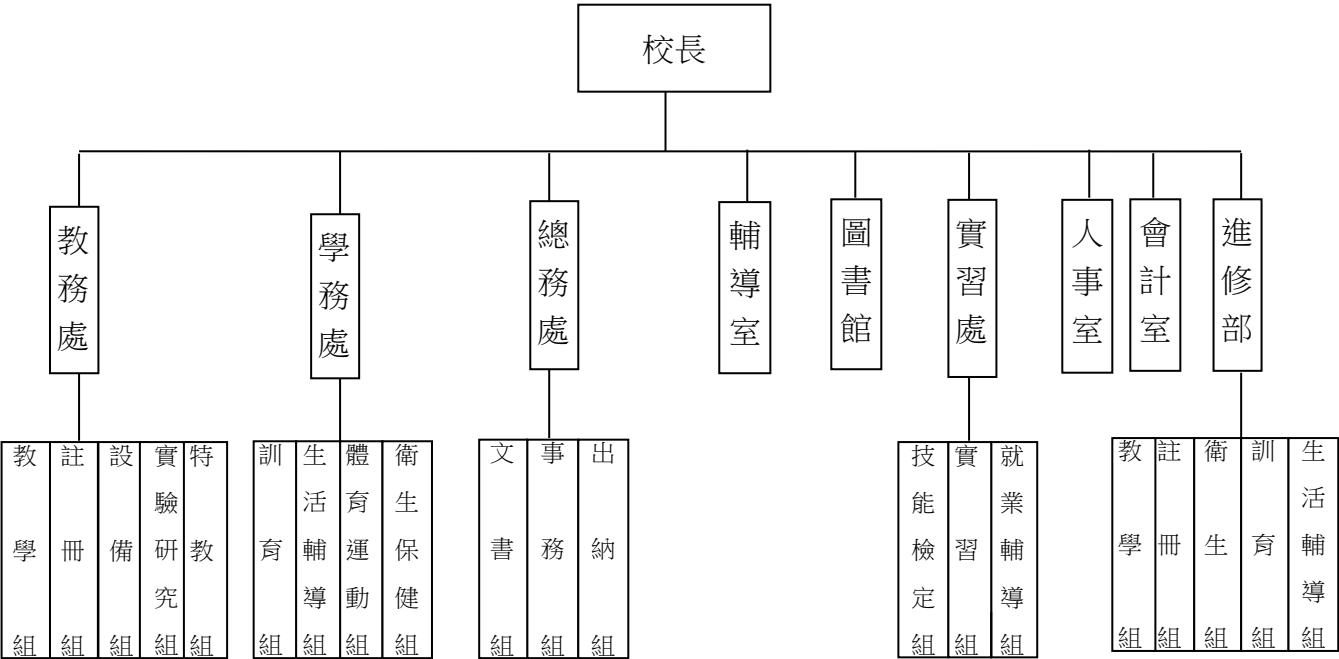 校長
教務處
學務處
總務處
輔導室
圖書館
實習處
人事室
會計室
進修部
教學組
註冊組
設備組
實驗研究組
特教組
訓育組
生活輔導組
體育運動組
衛生保健組
文書組
事務組
出納組
技能檢定組
實習組
就業輔導組
教學組
註冊組
衛生組
訓育組
生活輔導組